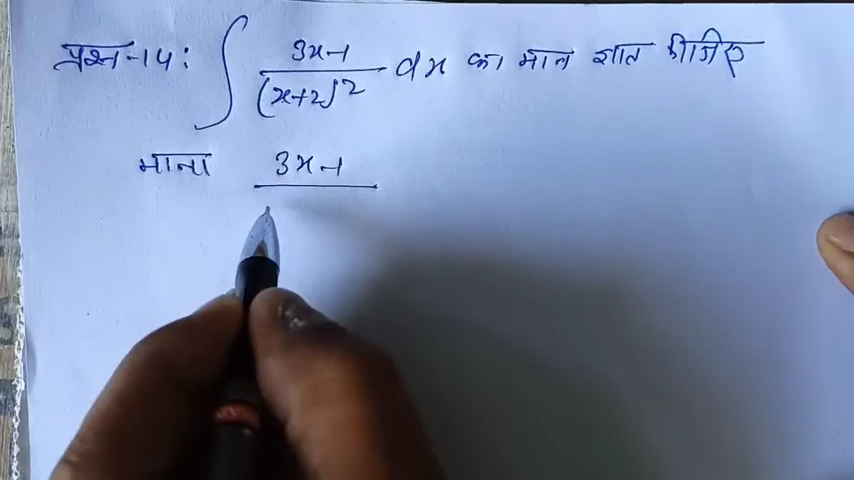 प्रश्न-14: ∫ (3x-1)/(x+2)² dx का मान ज्ञात कीजिए
माना 3x-1